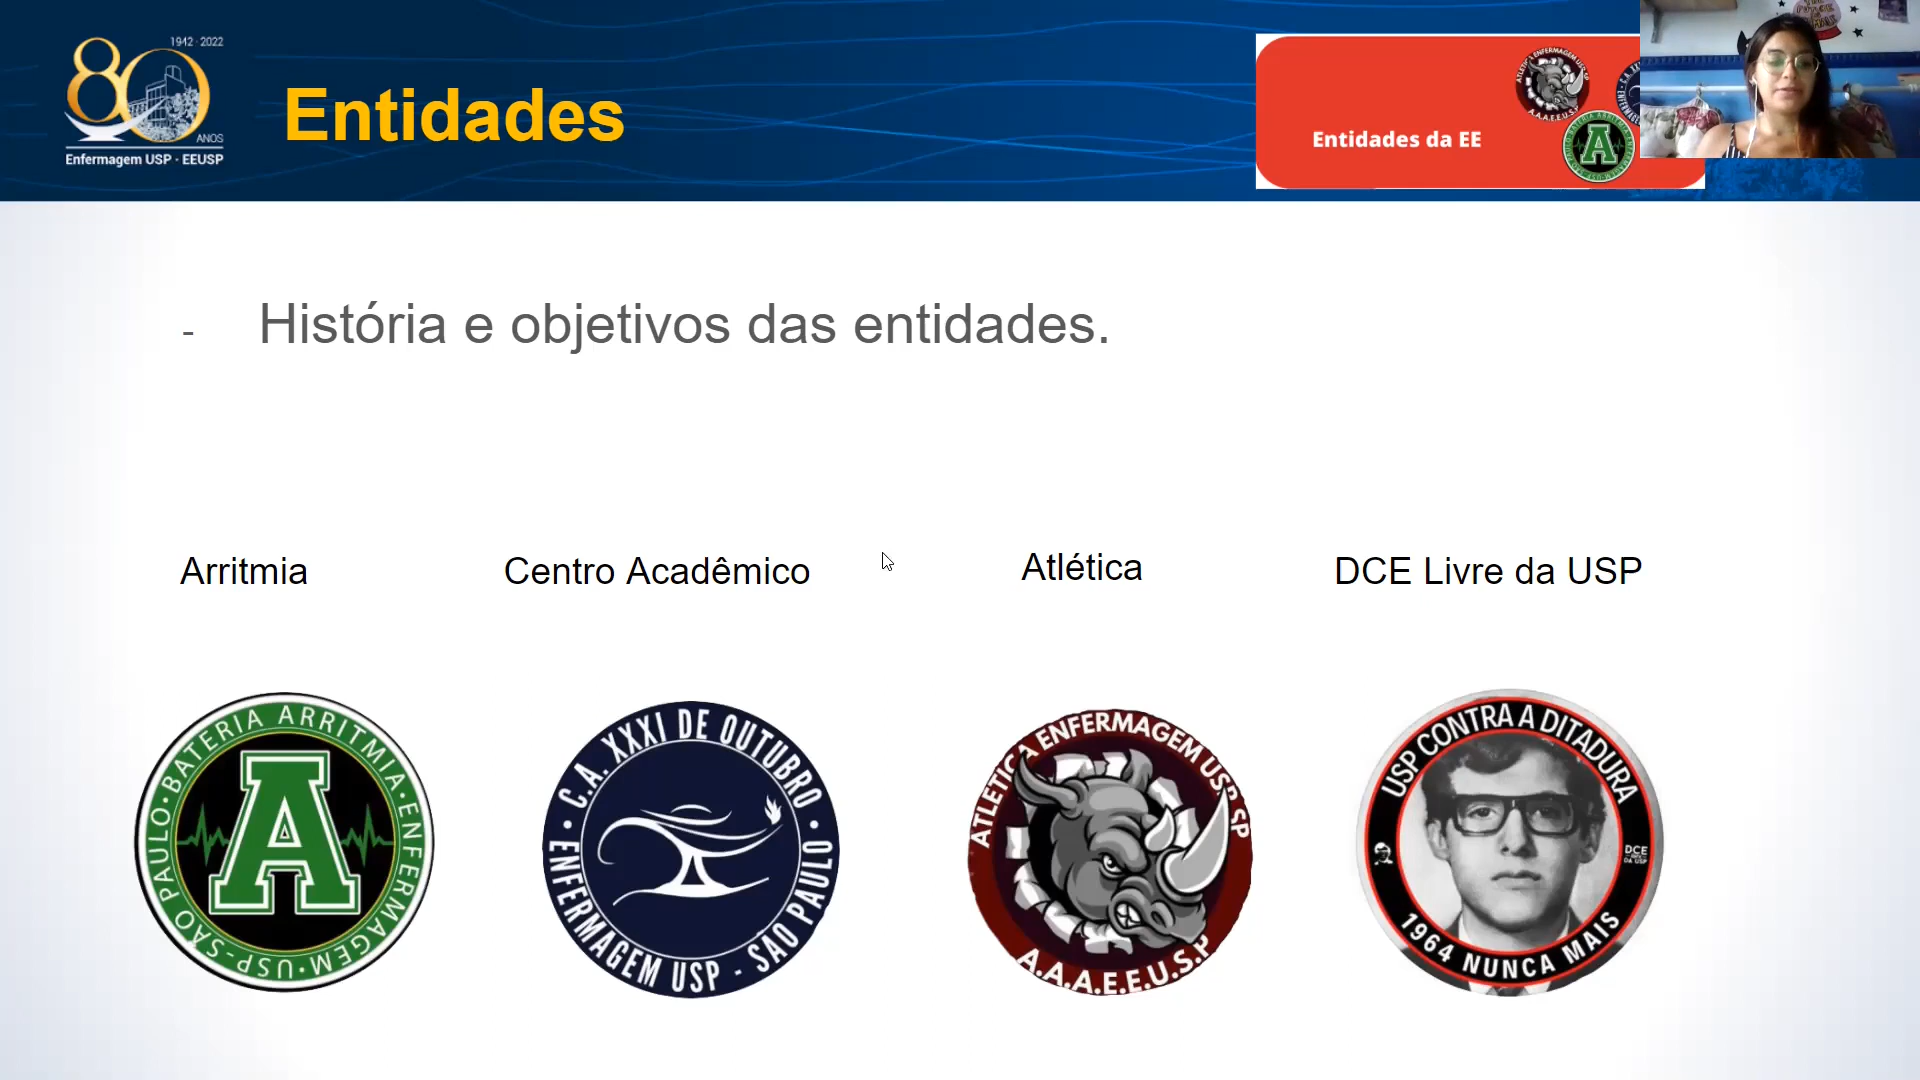 1942 - 2022
80
ANOS
Enfermagem USP · EEUSP
Entidades
Entidades da EE
- História e objetivos das entidades.
Arritmia
Centro Acadêmico
Atlética
DCE Livre da USP
BATERIA ARRITMIA · ENFERMAGEM · USP - SÃO PAULO ·
A
C.A. XXXI DE OUTUBRO
ENFERMAGEM USP - SÃO PAULO
ATLÉTICA ENFERMAGEM USP SP
A.A.A.E.E.U.S.P
USP CONTRA A DITADURA
DCE
DA USP
1964 NUNCA MAIS